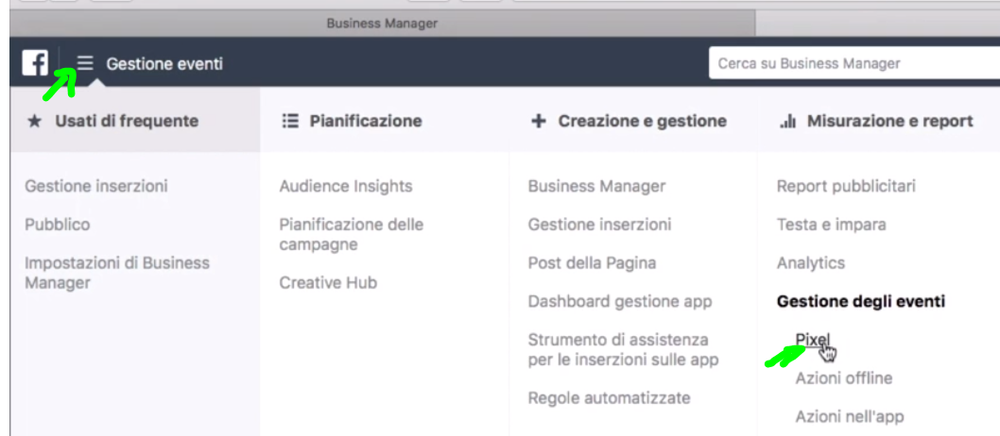 Business Manager
f
Gestione eventi
Cerca su Business Manager
Usati di frequente
Gestione inserzioni
Pubblico
Impostazioni di Business
Manager
Pianificazione
Audience Insights
Pianificazione delle
campagne
Creative Hub
Creazione e gestione
Business Manager
Gestione inserzioni
Post della Pagina
Dashboard gestione app
Strumento di assistenza
per le inserzioni sulle app
Regole automatizzate
Misurazione e report
Report pubblicitari
Testa e impara
Analytics
Gestione degli eventi
Pixel
Azioni offline
Azioni nell'app